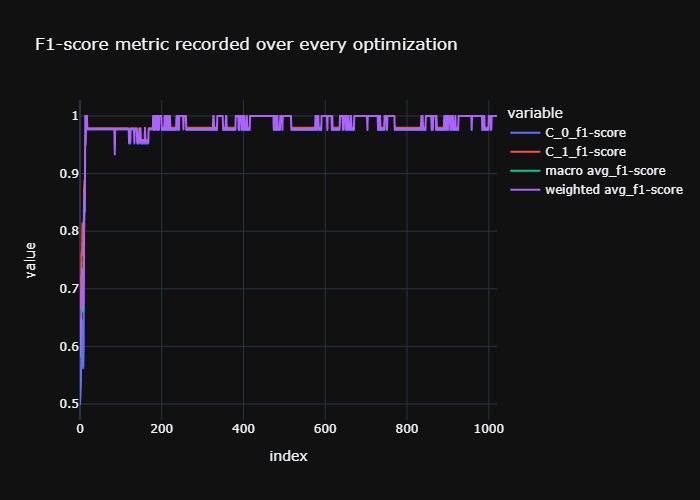 F1-score metric recorded over every optimization
variable
C_0_f1-score
C_1_f1-score
macro avg_f1-score
weighted avg_f1-score
1
0.9
0.8
0.7
0.6
0.5
value
0
200
400
600
800
1000
index